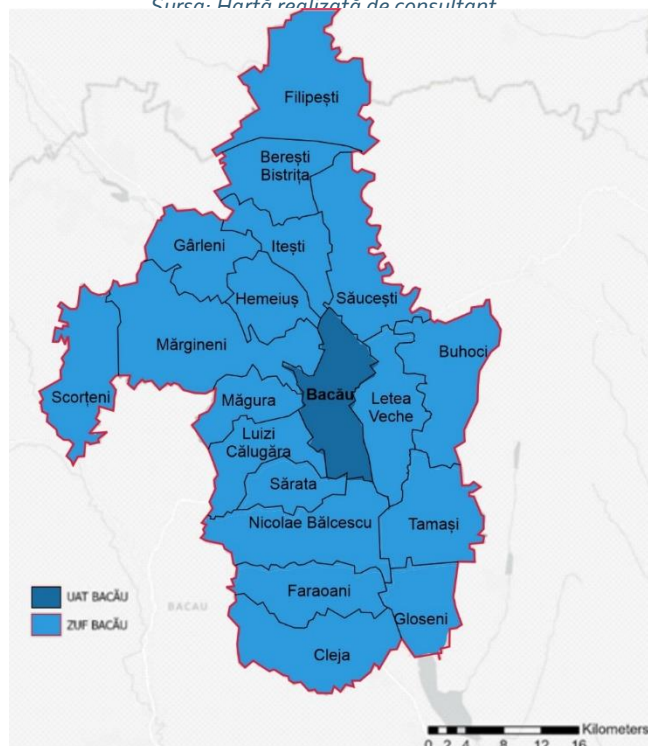 Sursa: Hartă realizată de consultant
Filipești
Berești
Bistrița
Gârleni
Itești
Hemeiuș
Săucești
Mărgineni
Buhoci
Scorțeni
Bacău
Letea
Veche
Măgura
Luizi
Călugăra
Sărata
Nicolae Bălcescu
Tamași
UAT BACĂU
ZUF BACĂU
BACAU
Faraoani
Gloseni
Cleja
Kilometers
0 2 4 8 12 16